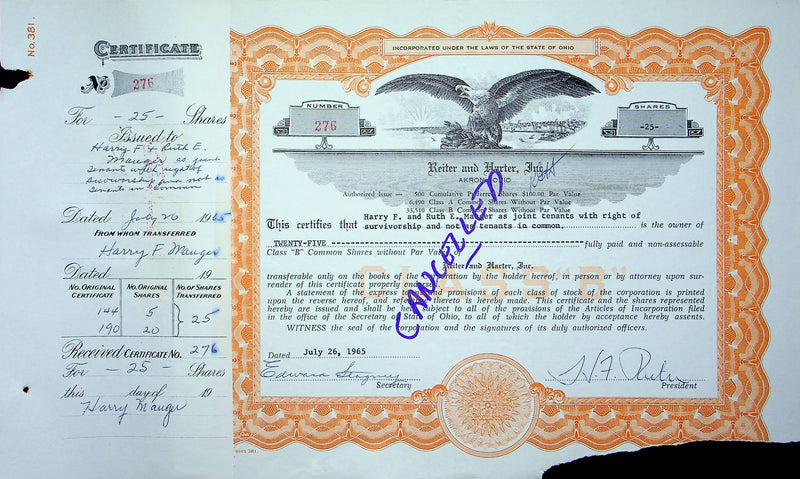 No. 381.
CERTIFICATE
No 276
For - 25 - Shares
Issued to
Harry F. & Ruth E.
Mauger as joint
tenants with right of
survivorship and not as
tenants in common
Dated July 26 1965
FROM WHOM TRANSFERRED
Harry F Mauger
Dated 19
NO. ORIGINAL CERTIFICATE NO. ORIGINAL SHARES NO. OF SHARES TRANSFERRED
144 5
190 20 25
Received CERTIFICATE NO. 276
For - 25 - Shares
this day of 19
Harry Mauger
INCORPORATED UNDER THE LAWS OF THE STATE OF OHIO
NUMBER
276
SHARES
-25-
Reiter and Harter, Inc.
AKRON, OHIO
Authorized Issue — 500 Cumulative Preferred Shares $100.00 Par Value
6,490 Class A Common Shares Without Par Value
33,510 Class B Common Shares Without Par Value
This certifies that Harry F. and Ruth E. Mauger as joint tenants with right of
survivorship and not as tenants in common. is the owner of
TWENTY-FIVE fully paid and non-assessable
Class "B" Common Shares without Par Value of
Reiter and Harter, Inc.
CLASS "B"
transferable only on the books of the corporation by the holder hereof, in person or by attorney upon sur-
render of this certificate properly endorsed.
A statement of the express terms and provisions of each class of stock of the corporation is printed
upon the reverse hereof, and reference thereto is hereby made. This certificate and the shares represented
hereby are issued and shall be held subject to all of the provisions of the Articles of Incorporation filed
in the office of the Secretary of State of Ohio, to all of which the holder by acceptance hereby assents.
WITNESS the seal of the corporation and the signatures of its duly authorized officers.
CANCELLED
Dated July 26, 1965
Edward
Secretary
H. F. Reiter
President
381.